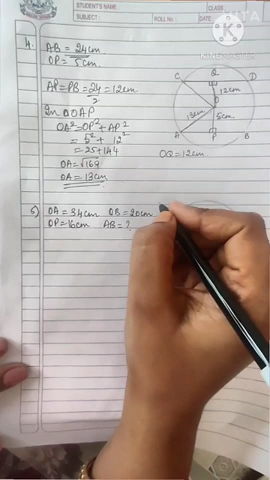 STUDENT'S NAME:
CLASS:
SUBJECT:
ROLL No:
DATE:
4.
AB = 24cm
OP = 5cm.
AP = PB = 24 = 12cm
2
In △OAP
OA² = OP² + AP²
= 5² + 12²
= 25 + 144
OA = √169
OA = 13cm
C
Q
D
12cm
O
13cm
5cm.
A
P
B
OQ = 12cm
5) OA = 34cm OB = 20cm
OP = 16cm AB = ?